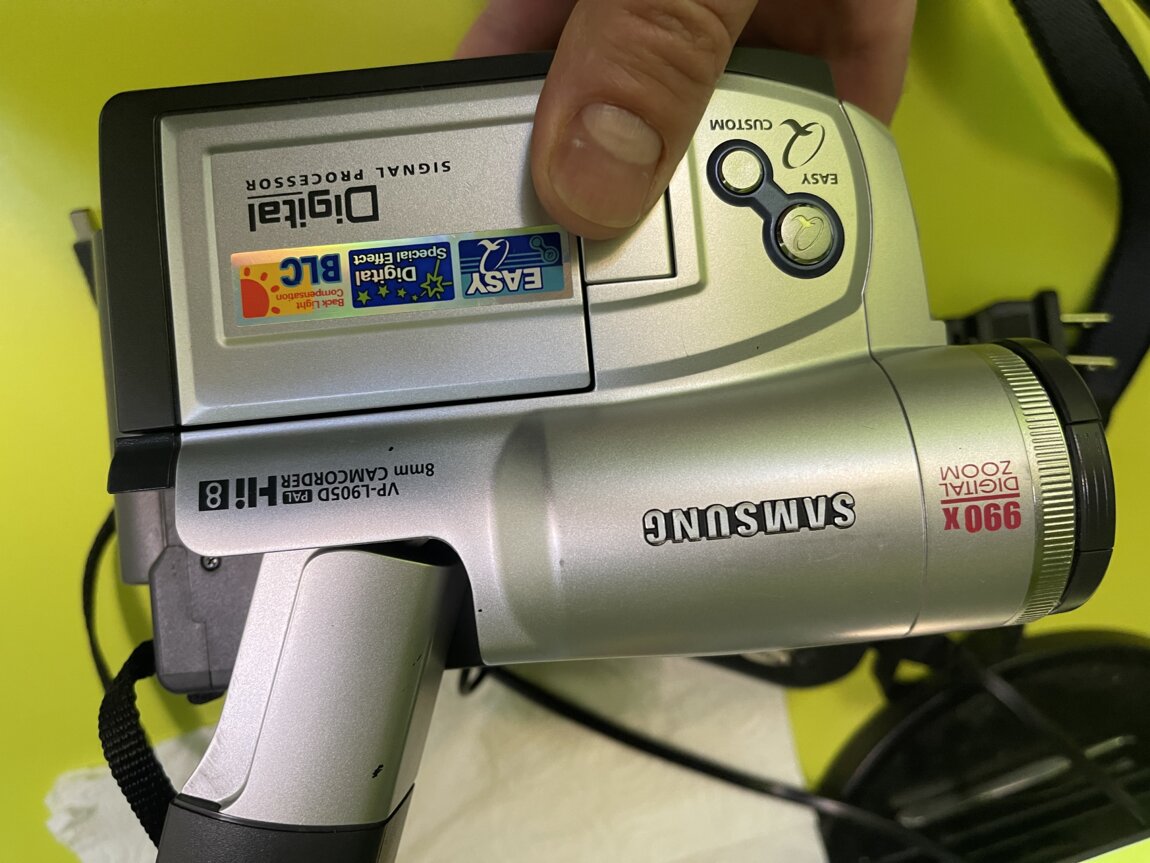 SAMSUNG
990x
DIGITAL
ZOOM
VP-L905D PAL
8mm CAMCORDER
Hi8
EASY
Digital
Special Effect
BLC
Back Light
Compensation
Digital
SIGNAL PROCESSOR
EASY
CUSTOM